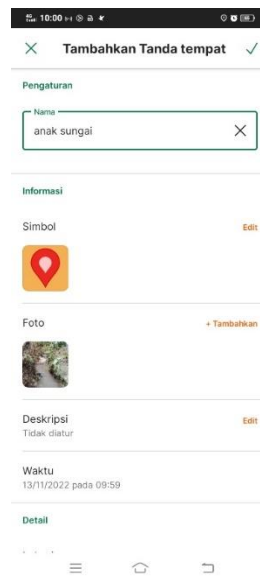 10:00
Tambahkan Tanda tempat
Pengaturan
Nama
anak sungai
Informasi
Simbol
Edit
Foto
+ Tambahkan
Deskripsi
Edit
Tidak diatur
Waktu
13/11/2022 pada 09:59
Detail